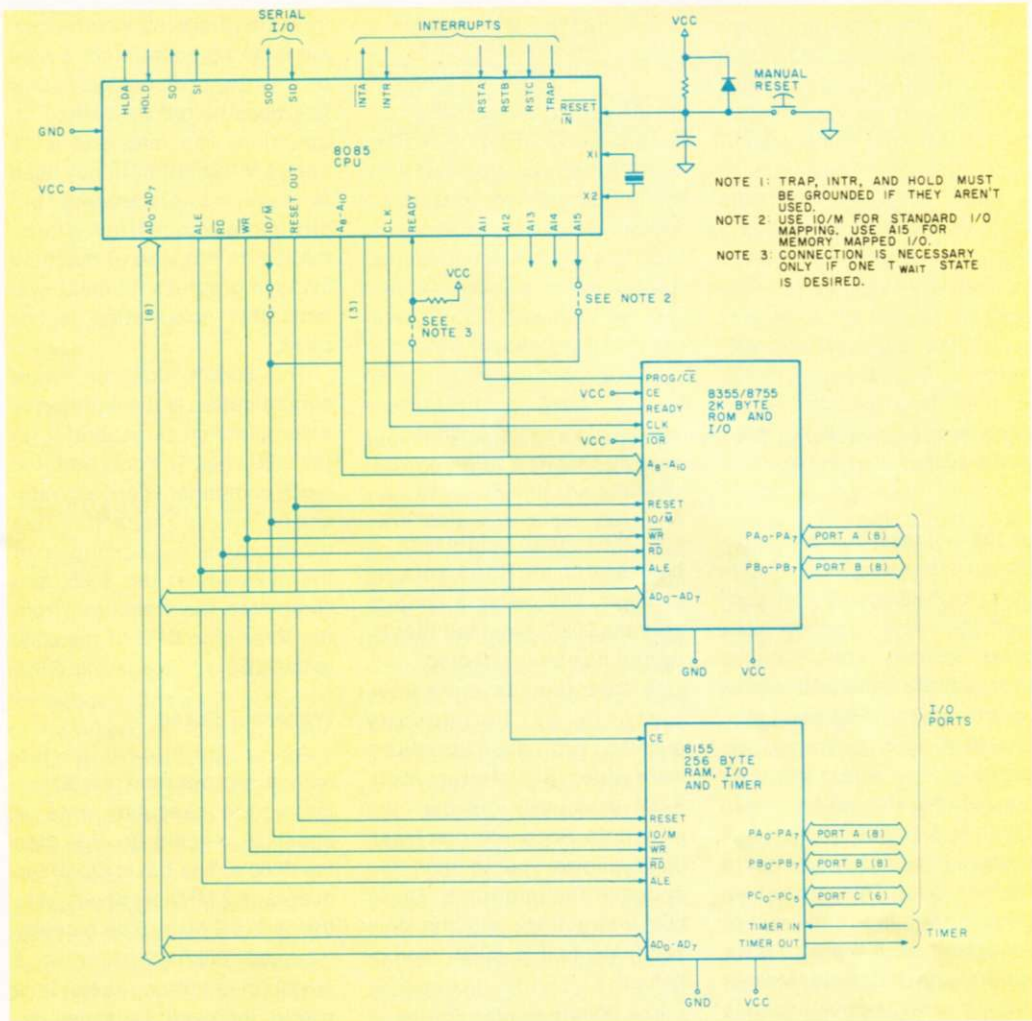 SERIAL
I/O
INTERRUPTS
VCC
MANUAL
RESET
HLDA
HOLD
SO
SI
SOD
SID
INTA
INTR
RSTA
RSTB
RSTC
TRAP
RESET
IN
GND
8085
CPU
X1
X2
VCC
AD0-AD7
ALE
RD
WR
IO/M
RESET OUT
A8-A10
CLK
READY
A11
A12
A13
A14
A15
NOTE 1: TRAP, INTR, AND HOLD MUST
BE GROUNDED IF THEY AREN'T
USED.
NOTE 2: USE IO/M FOR STANDARD I/O
MAPPING. USE A15 FOR
MEMORY MAPPED I/O.
NOTE 3: CONNECTION IS NECESSARY
ONLY IF ONE TWAIT STATE
IS DESIRED.
(8)
(3)
VCC
SEE
NOTE 3
SEE NOTE 2
PROG/CE
VCC
CE
READY
CLK
VCC
IOR
A8-A10
8355/8755
2K BYTE
ROM AND
I/O
RESET
IO/M
WR
RD
ALE
AD0-AD7
PA0-PA7
PORT A (8)
PB0-PB7
PORT B (8)
GND
VCC
I/O
PORTS
CE
8155
256 BYTE
RAM, I/O
AND TIMER
RESET
IO/M
WR
RD
ALE
AD0-AD7
PA0-PA7
PORT A (8)
PB0-PB7
PORT B (8)
PC0-PC5
PORT C (6)
TIMER IN
TIMER OUT
TIMER
GND
VCC